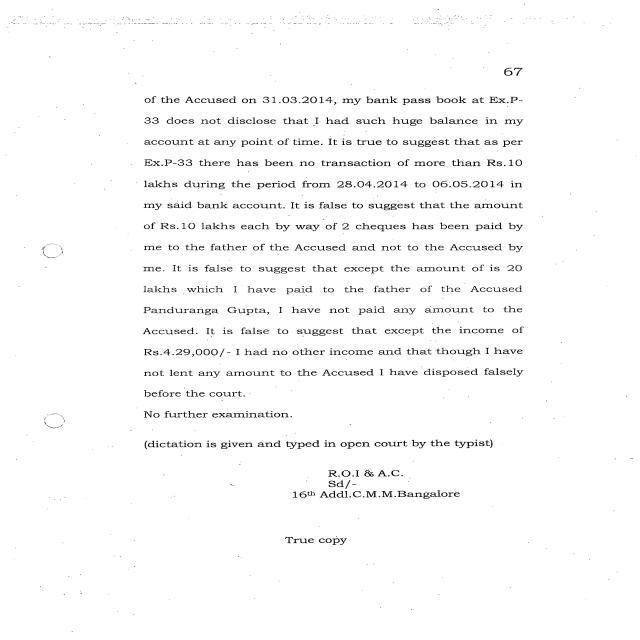 67
of the Accused on 31.03.2014, my bank pass book at Ex.P-
33 does not disclose that I had such huge balance in my
account at any point of time. It is true to suggest that as per
Ex.P-33 there has been no transaction of more than Rs.10
lakhs during the period from 28.04.2014 to 06.05.2014 in
my said bank account. It is false to suggest that the amount
of Rs.10 lakhs each by way of 2 cheques has been paid by
me to the father of the Accused and not to the Accused by
me. It is false to suggest that except the amount of is 20
lakhs which I have paid to the father of the Accused
Panduranga Gupta, I have not paid any amount to the
Accused. It is false to suggest that except the income of
Rs.4.29,000/- I had no other income and that though I have
not lent any amount to the Accused I have disposed falsely
before the court.
No further examination.
(dictation is given and typed in open court by the typist)
R.O.I & A.C.
Sd/-
16th Addl.C.M.M.Bangalore
True copy